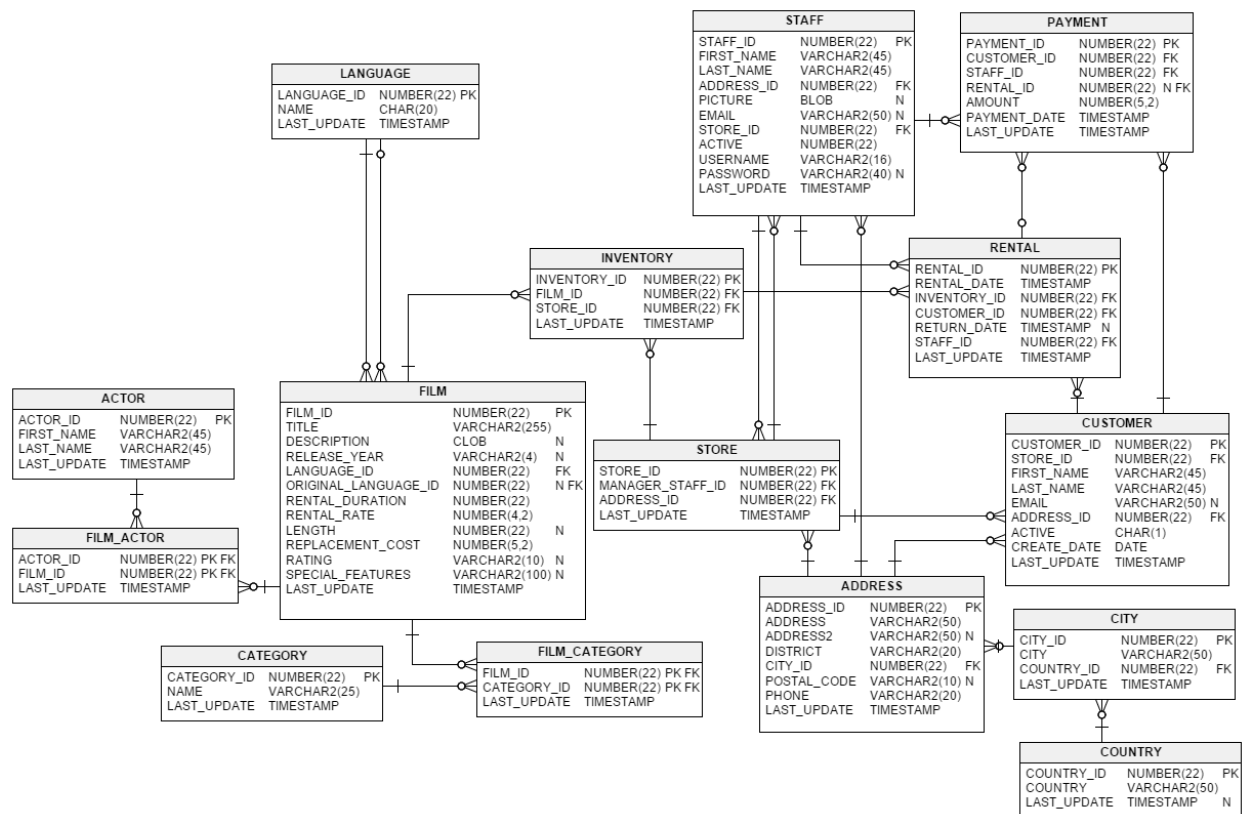 STAFF
STAFF_ID NUMBER(22) PK
FIRST_NAME VARCHAR2(45)
LAST_NAME VARCHAR2(45)
ADDRESS_ID NUMBER(22) FK
PICTURE BLOB N
EMAIL VARCHAR2(50) N
STORE_ID NUMBER(22) FK
ACTIVE NUMBER(22)
USERNAME VARCHAR2(16)
PASSWORD VARCHAR2(40) N
LAST_UPDATE TIMESTAMP
PAYMENT
PAYMENT_ID NUMBER(22) PK
CUSTOMER_ID NUMBER(22) FK
STAFF_ID NUMBER(22) FK
RENTAL_ID NUMBER(22) N FK
AMOUNT NUMBER(5,2)
PAYMENT_DATE TIMESTAMP
LAST_UPDATE TIMESTAMP
LANGUAGE
LANGUAGE_ID NUMBER(22) PK
NAME CHAR(20)
LAST_UPDATE TIMESTAMP
INVENTORY
INVENTORY_ID NUMBER(22) PK
FILM_ID NUMBER(22) FK
STORE_ID NUMBER(22) FK
LAST_UPDATE TIMESTAMP
RENTAL
RENTAL_ID NUMBER(22) PK
RENTAL_DATE TIMESTAMP
INVENTORY_ID NUMBER(22) FK
CUSTOMER_ID NUMBER(22) FK
RETURN_DATE TIMESTAMP N
STAFF_ID NUMBER(22) FK
LAST_UPDATE TIMESTAMP
ACTOR
ACTOR_ID NUMBER(22) PK
FIRST_NAME VARCHAR2(45)
LAST_NAME VARCHAR2(45)
LAST_UPDATE TIMESTAMP
FILM
FILM_ID NUMBER(22) PK
TITLE VARCHAR2(255)
DESCRIPTION CLOB N
RELEASE_YEAR VARCHAR2(4) N
LANGUAGE_ID NUMBER(22) FK
ORIGINAL_LANGUAGE_ID NUMBER(22) N FK
RENTAL_DURATION NUMBER(22)
RENTAL_RATE NUMBER(4,2)
LENGTH NUMBER(22) N
REPLACEMENT_COST NUMBER(5,2)
RATING VARCHAR2(10) N
SPECIAL_FEATURES VARCHAR2(100) N
LAST_UPDATE TIMESTAMP
STORE
STORE_ID NUMBER(22) PK
MANAGER_STAFF_ID NUMBER(22) FK
ADDRESS_ID NUMBER(22) FK
LAST_UPDATE TIMESTAMP
CUSTOMER
CUSTOMER_ID NUMBER(22) PK
STORE_ID NUMBER(22) FK
FIRST_NAME VARCHAR2(45)
LAST_NAME VARCHAR2(45)
EMAIL VARCHAR2(50) N
ADDRESS_ID NUMBER(22) FK
ACTIVE CHAR(1)
CREATE_DATE DATE
LAST_UPDATE TIMESTAMP
FILM_ACTOR
ACTOR_ID NUMBER(22) PK FK
FILM_ID NUMBER(22) PK FK
LAST_UPDATE TIMESTAMP
ADDRESS
ADDRESS_ID NUMBER(22) PK
ADDRESS VARCHAR2(50)
ADDRESS2 VARCHAR2(50) N
DISTRICT VARCHAR2(20)
CITY_ID NUMBER(22) FK
POSTAL_CODE VARCHAR2(10) N
PHONE VARCHAR2(20)
LAST_UPDATE TIMESTAMP
CITY
CITY_ID NUMBER(22) PK
CITY VARCHAR2(50)
COUNTRY_ID NUMBER(22) FK
LAST_UPDATE TIMESTAMP
CATEGORY
CATEGORY_ID NUMBER(22) PK
NAME VARCHAR2(25)
LAST_UPDATE TIMESTAMP
FILM_CATEGORY
FILM_ID NUMBER(22) PK FK
CATEGORY_ID NUMBER(22) PK FK
LAST_UPDATE TIMESTAMP
COUNTRY
COUNTRY_ID NUMBER(22) PK
COUNTRY VARCHAR2(50)
LAST_UPDATE TIMESTAMP N